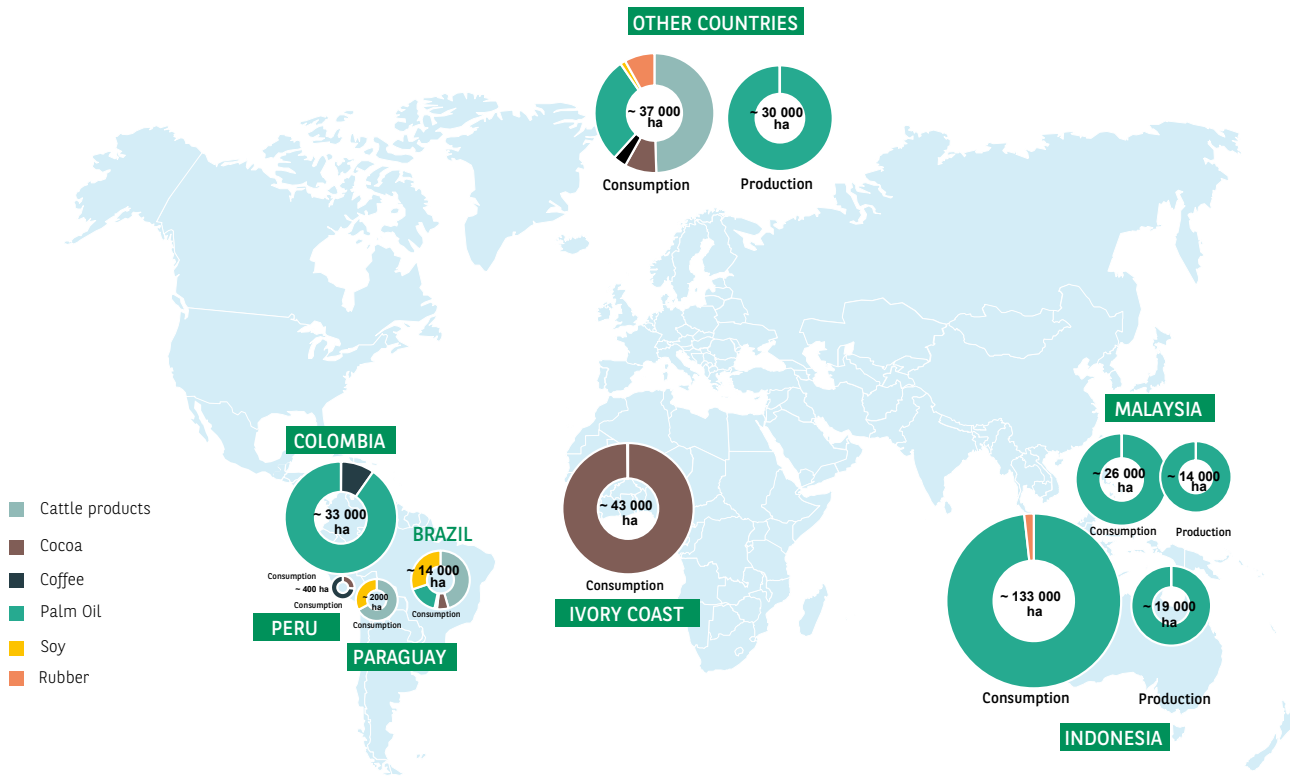 OTHER COUNTRIES
~ 37 000
ha
Consumption
~ 30 000
ha
Production
COLOMBIA
~ 33 000
ha
Consumption
~ 400 ha
Consumption
PERU
~ 2000
ha
Consumption
PARAGUAY
BRAZIL
~ 14 000
ha
Consumption
~ 43 000
ha
Consumption
IVORY COAST
MALAYSIA
~ 26 000
ha
Consumption
~ 14 000
ha
Production
~ 133 000
ha
Consumption
~ 19 000
ha
Production
INDONESIA
Cattle products
Cocoa
Coffee
Palm Oil
Soy
Rubber